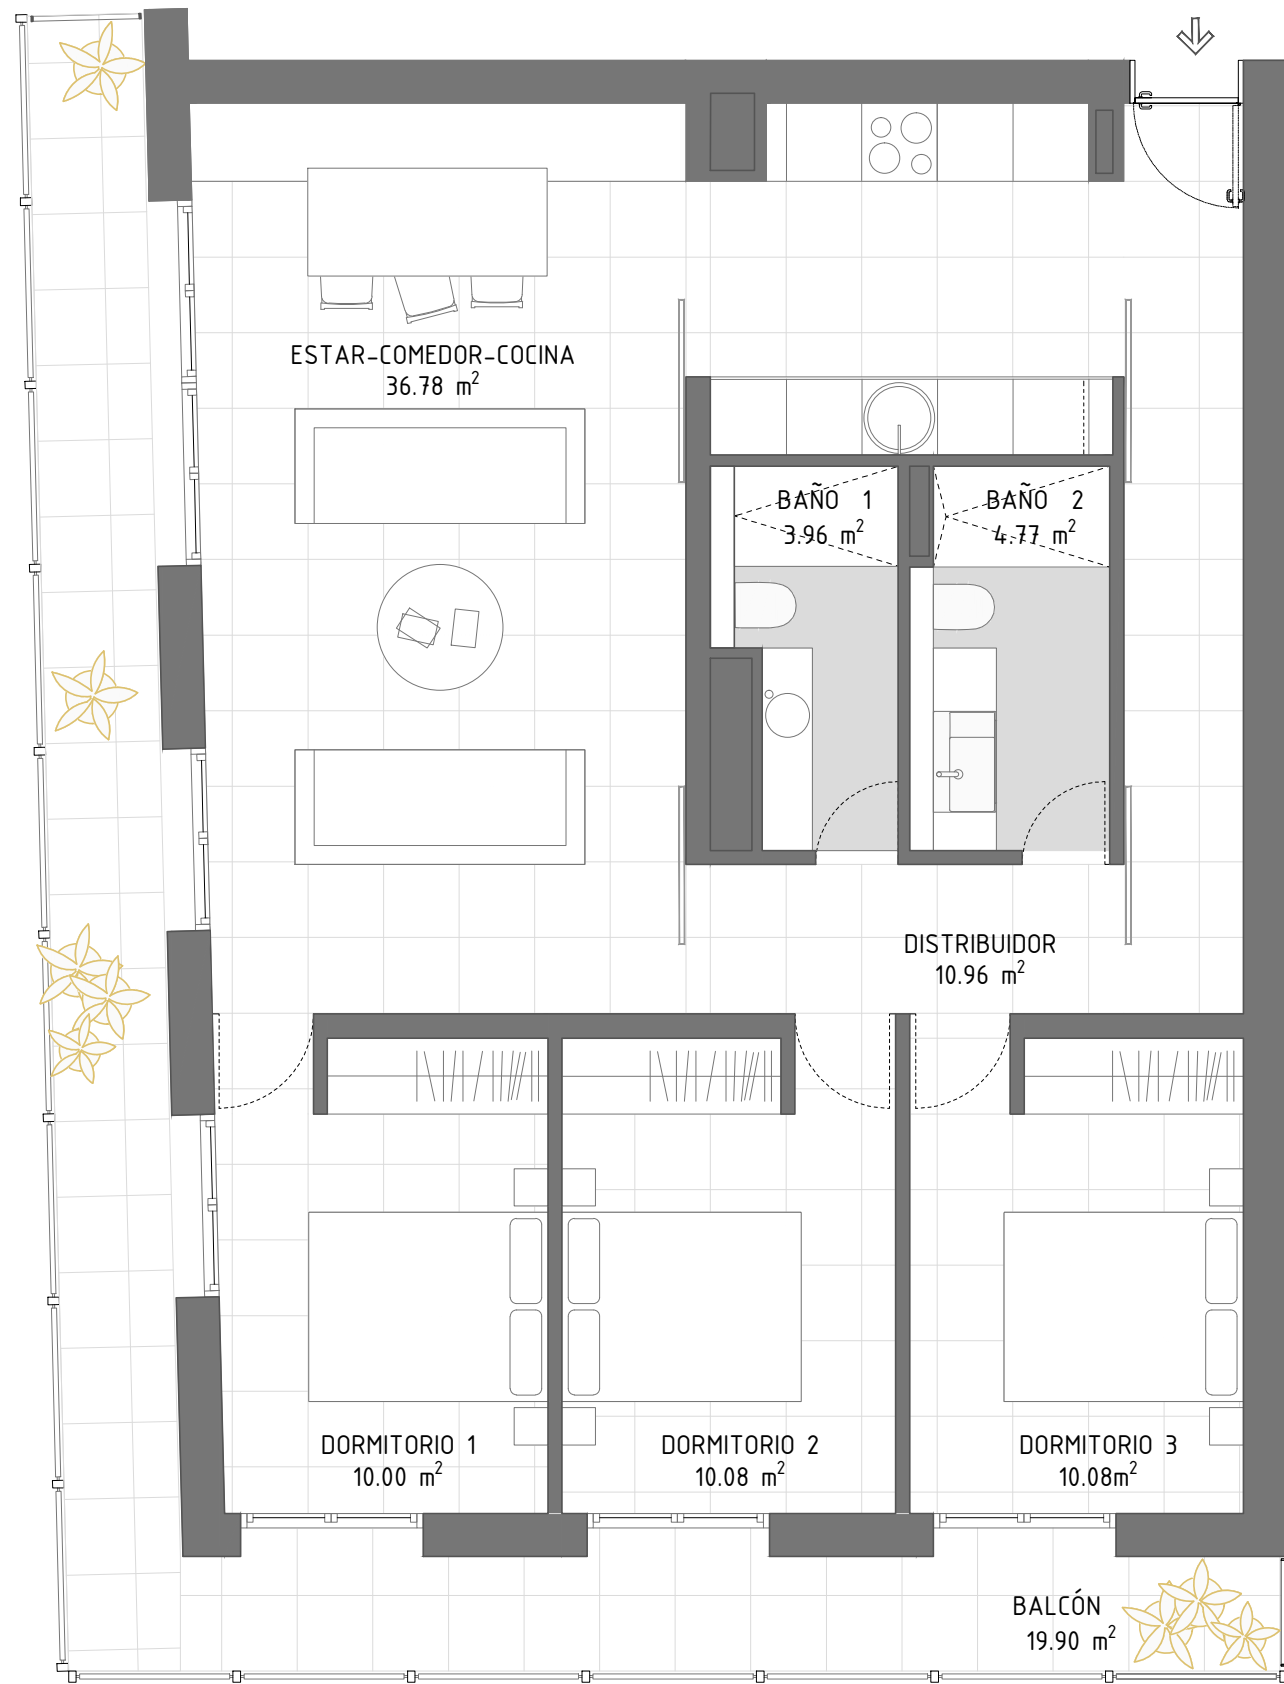 ESTAR-COMEDOR-COCINA
36.78 m²
BAÑO 1
3.96 m²
BAÑO 2
4.77 m²
DISTRIBUIDOR
10.96 m²
DORMITORIO 1
10.00 m²
DORMITORIO 2
10.08 m²
DORMITORIO 3
10.08m²
BALCÓN
19.90 m²